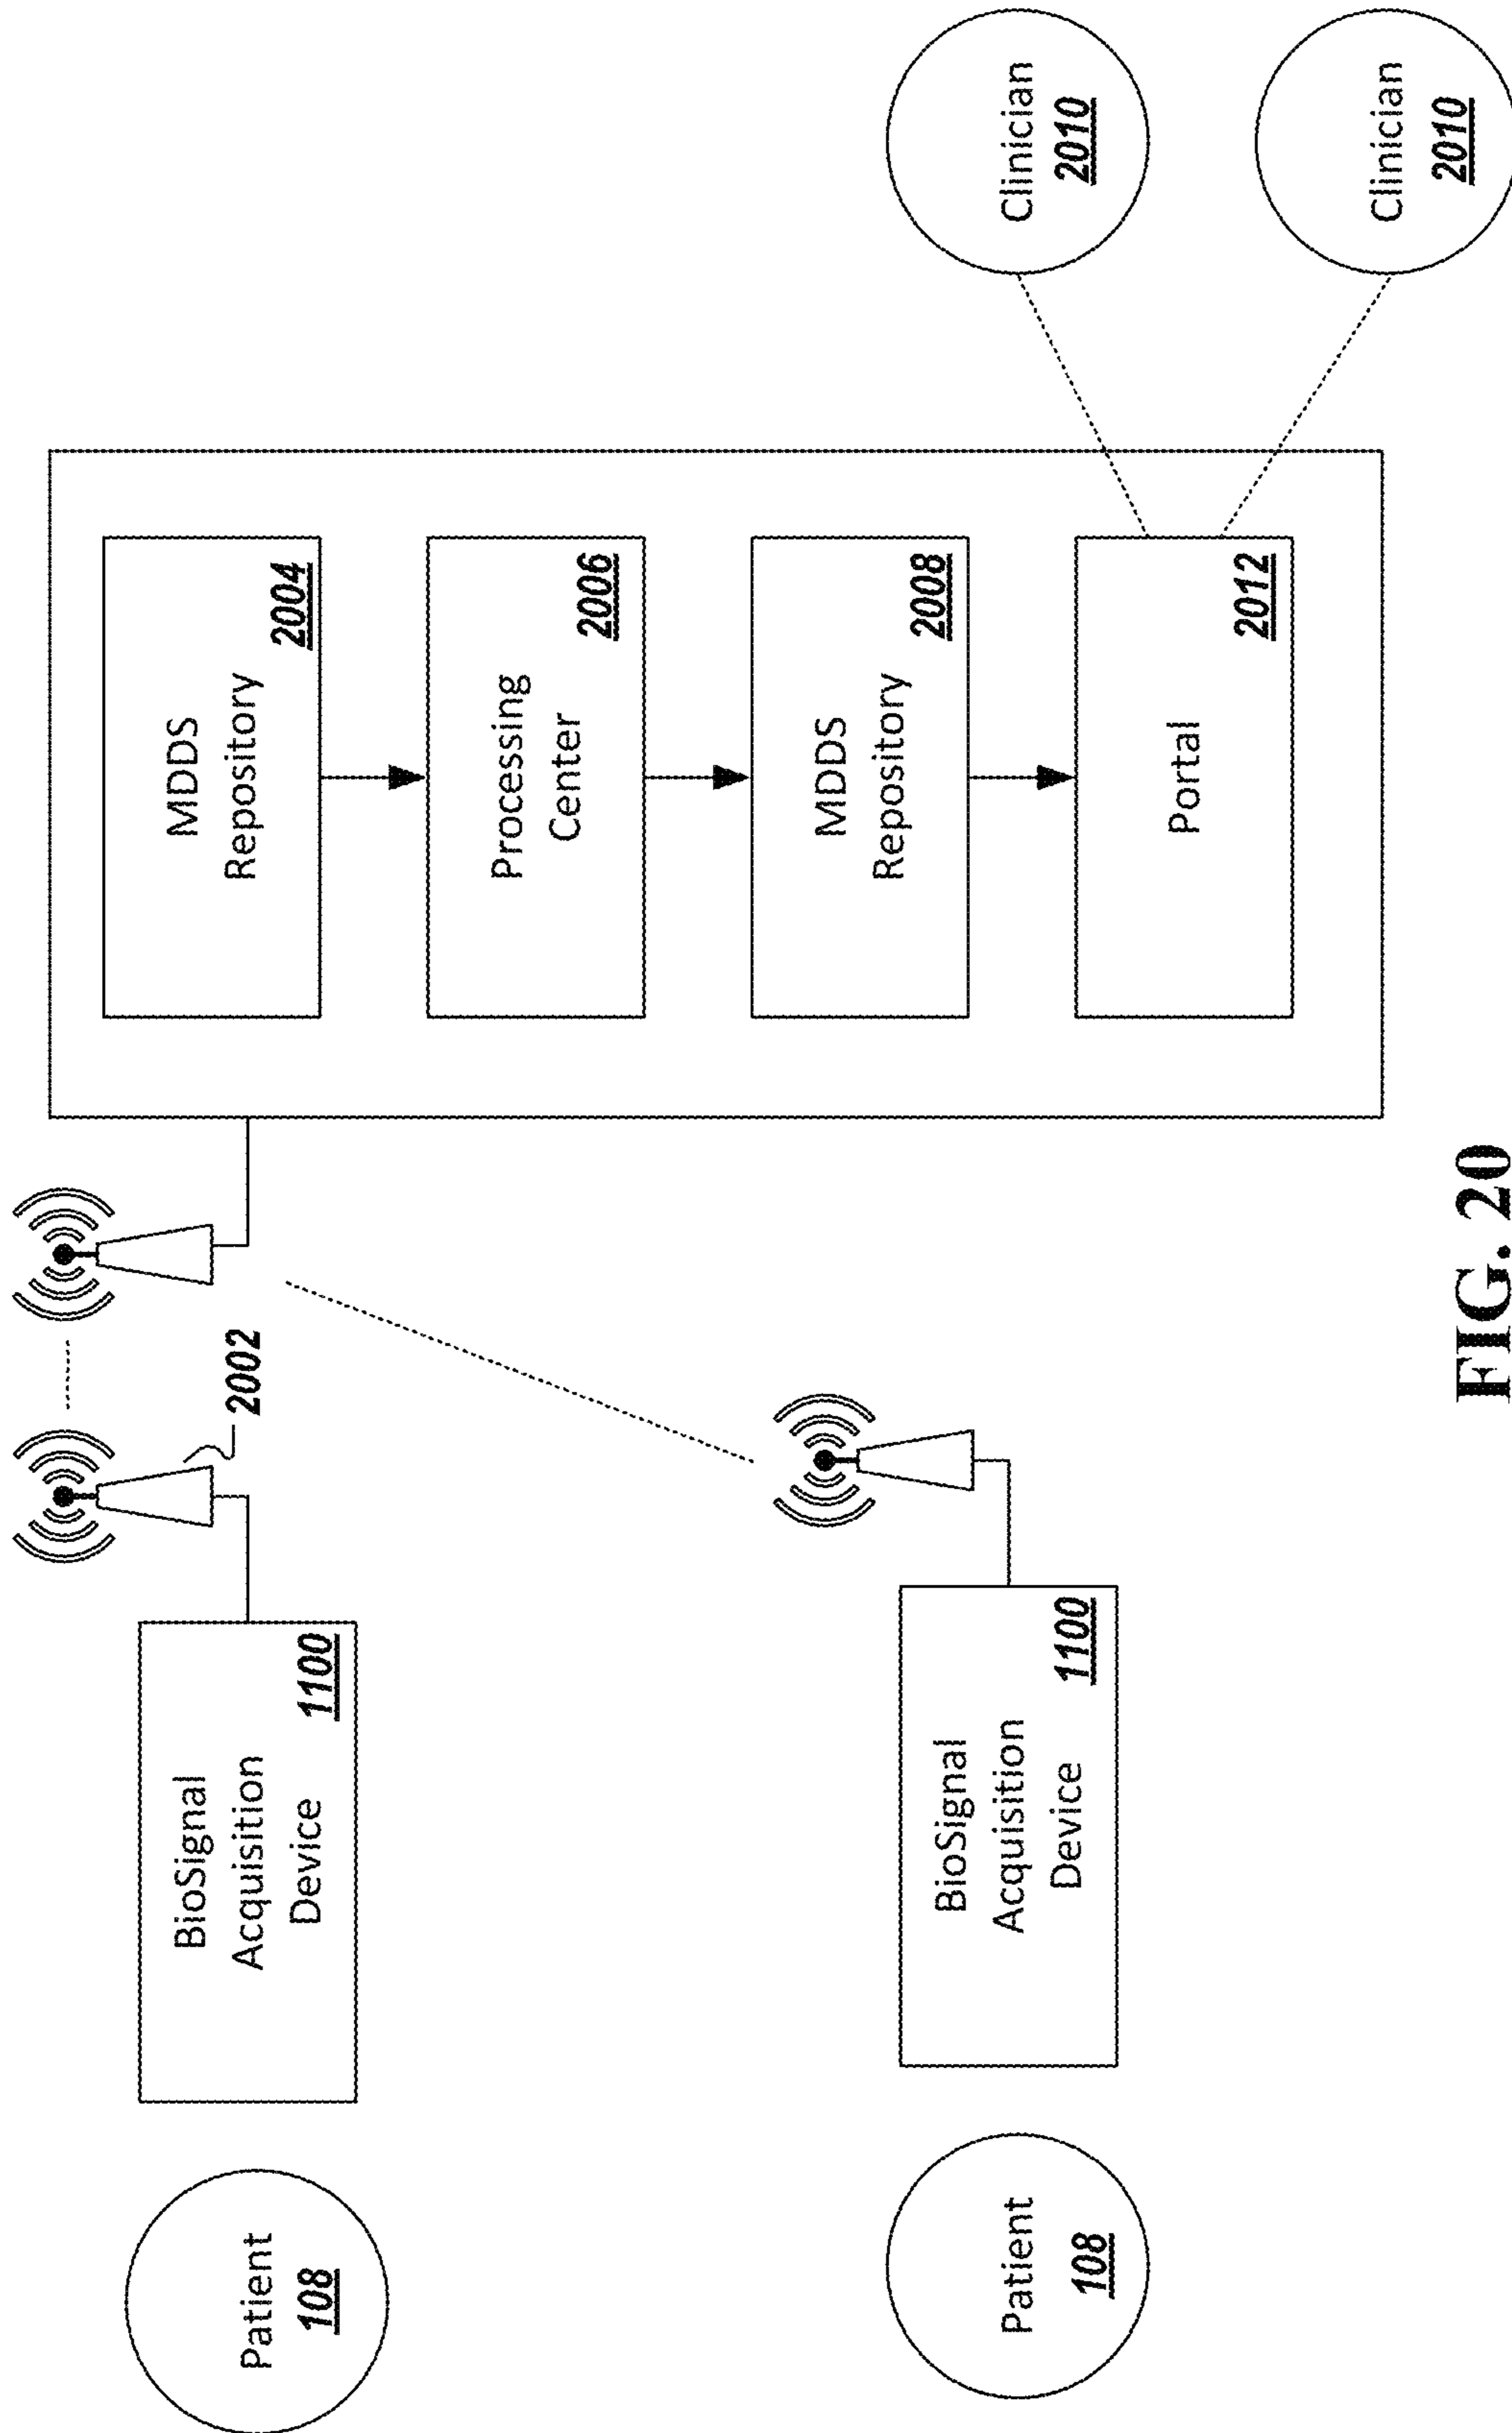 Patient
108
BioSignal
Acquisition
Device
1100
2002
MDDS
Repository
2004
Processing
Center
2006
MDDS
Repository
2008
Portal
2012
Patient
108
BioSignal
Acquisition
Device
1100
Clinician
2010
Clinician
2010
FIG. 20